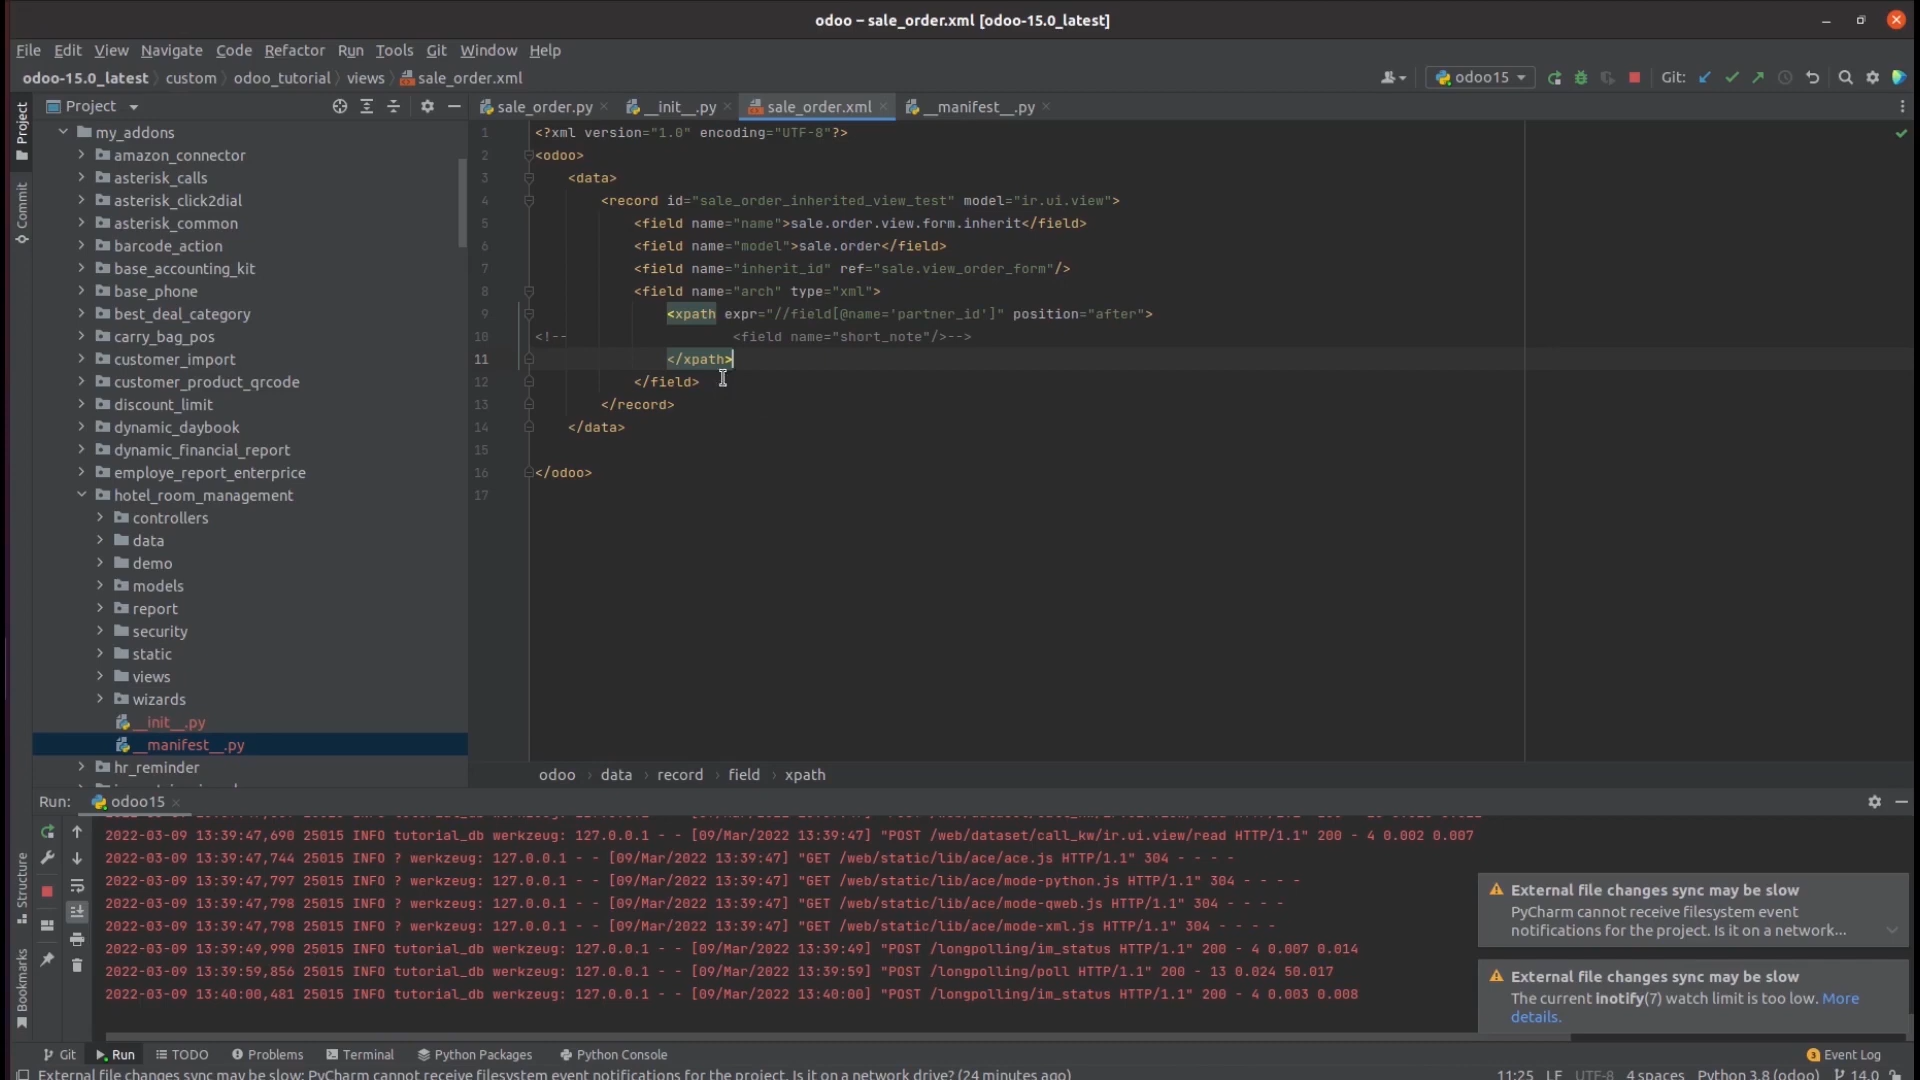 odoo – sale_order.xml [odoo-15.0_latest]
File Edit View Navigate Code Refactor Run Tools Git Window Help
odoo-15.0_latest custom odoo_tutorial views sale_order.xml
odoo15 Git:
Project
sale_order.py __init__.py sale_order.xml __manifest__.py
Project
Commit
Structure
Bookmarks
my_addons
amazon_connector
asterisk_calls
asterisk_click2dial
asterisk_common
barcode_action
base_accounting_kit
base_phone
best_deal_category
carry_bag_pos
customer_import
customer_product_qrcode
discount_limit
dynamic_daybook
dynamic_financial_report
employe_report_enterprice
hotel_room_management
controllers
data
demo
models
report
security
static
views
wizards
__init__.py
__manifest__.py
hr_reminder
1 <?xml version="1.0" encoding="UTF-8"?>
2 <odoo>
3 <data>
4 <record id="sale_order_inherited_view_test" model="ir.ui.view">
5 <field name="name">sale.order.view.form.inherit</field>
6 <field name="model">sale.order</field>
7 <field name="inherit_id" ref="sale.view_order_form"/>
8 <field name="arch" type="xml">
9 <xpath expr="//field[@name='partner_id']" position="after">
10 <!-- <field name="short_note"/>-->
11 </xpath>
12 </field>
13 </record>
14 </data>
15
16 </odoo>
17
odoo data record field xpath
Run: odoo15
2022-03-09 13:39:47,690 25015 INFO tutorial_db werkzeug: 127.0.0.1 - - [09/Mar/2022 13:39:47] "POST /web/dataset/call_kw/ir.ui.view/read HTTP/1.1" 200 - 4 0.002 0.007
2022-03-09 13:39:47,744 25015 INFO ? werkzeug: 127.0.0.1 - - [09/Mar/2022 13:39:47] "GET /web/static/lib/ace/ace.js HTTP/1.1" 304 - - - -
2022-03-09 13:39:47,797 25015 INFO ? werkzeug: 127.0.0.1 - - [09/Mar/2022 13:39:47] "GET /web/static/lib/ace/mode-python.js HTTP/1.1" 304 - - - -
2022-03-09 13:39:47,798 25015 INFO ? werkzeug: 127.0.0.1 - - [09/Mar/2022 13:39:47] "GET /web/static/lib/ace/mode-qweb.js HTTP/1.1" 304 - - - -
2022-03-09 13:39:47,798 25015 INFO ? werkzeug: 127.0.0.1 - - [09/Mar/2022 13:39:47] "GET /web/static/lib/ace/mode-xml.js HTTP/1.1" 304 - - - -
2022-03-09 13:39:49,990 25015 INFO tutorial_db werkzeug: 127.0.0.1 - - [09/Mar/2022 13:39:49] "POST /longpolling/im_status HTTP/1.1" 200 - 4 0.007 0.014
2022-03-09 13:39:59,856 25015 INFO tutorial_db werkzeug: 127.0.0.1 - - [09/Mar/2022 13:39:59] "POST /longpolling/poll HTTP/1.1" 200 - 13 0.024 50.017
2022-03-09 13:40:00,481 25015 INFO tutorial_db werkzeug: 127.0.0.1 - - [09/Mar/2022 13:40:00] "POST /longpolling/im_status HTTP/1.1" 200 - 4 0.003 0.008
External file changes sync may be slow
PyCharm cannot receive filesystem event
notifications for the project. Is it on a network...
External file changes sync may be slow
The current inotify(7) watch limit is too low. More
details.
Git Run TODO Problems Terminal Python Packages Python Console 3 Event Log
External file changes sync may be slow: PyCharm cannot receive filesystem event notifications for the project. Is it on a network drive? (24 minutes ago) 11:25 LF UTF-8 4 spaces Python 3.8 (odoo) 14.0